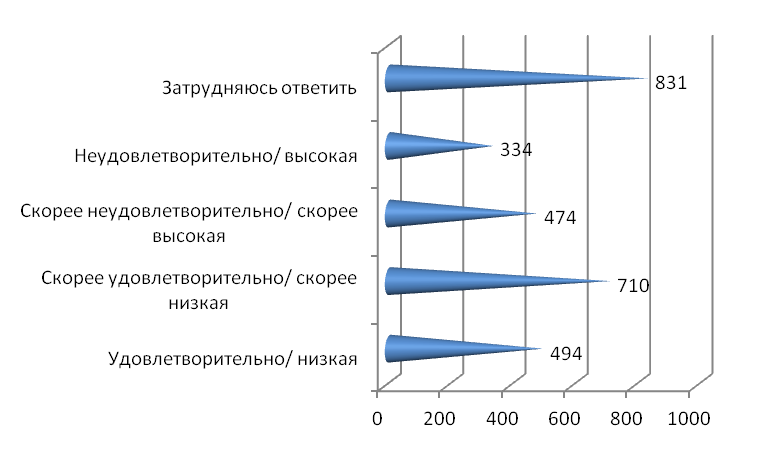 Затрудняюсь ответить
831
Неудовлетворительно/ высокая
334
Скорее неудовлетворительно/ скорее
высокая
474
Скорее удовлетворительно/ скорее
низкая
710
Удовлетворительно/ низкая
494
0 200 400 600 800 1000